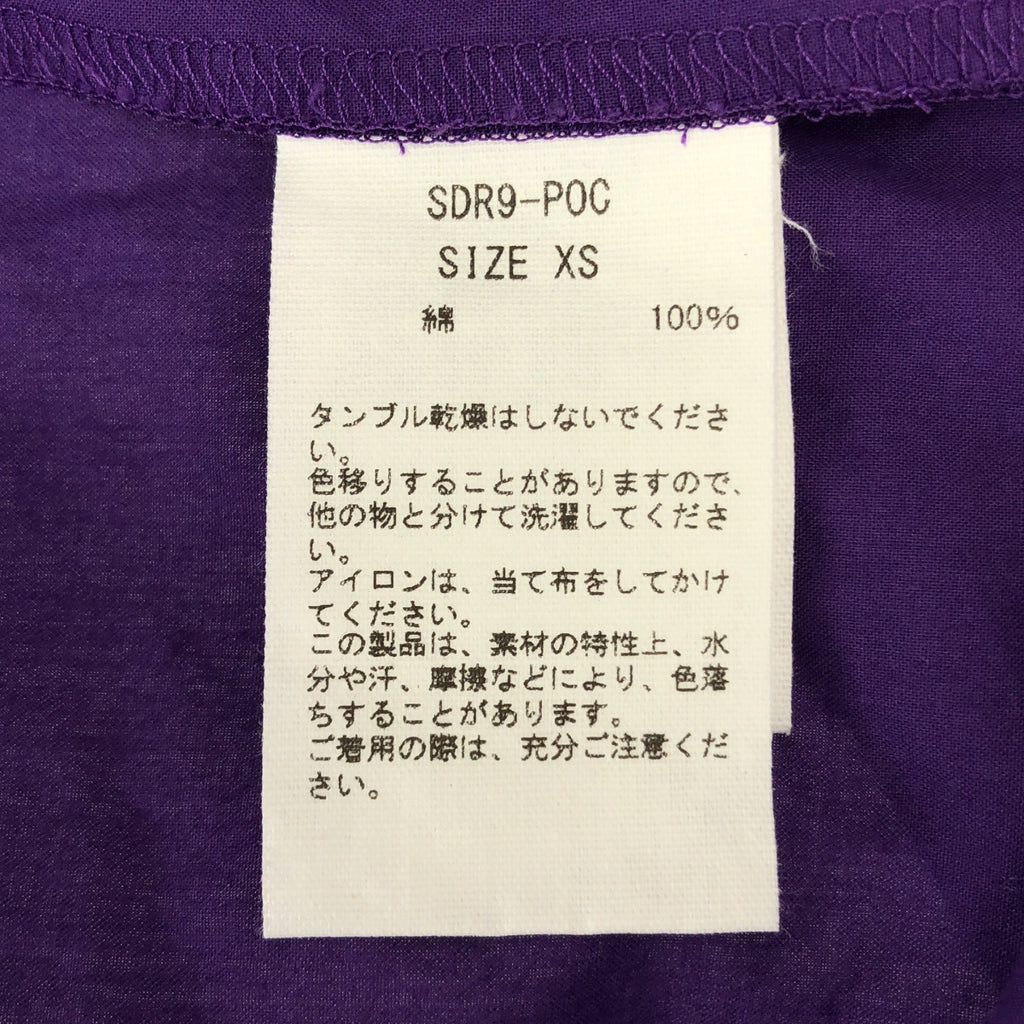 SDR9-POC
SIZE XS
綿 100%
タンブル乾燥はしないでくださ
い。
色移りすることがありますので、
他の物と分けて洗濯してくださ
い。
アイロンは、当て布をしてかけ
てください。
この製品は、素材の特性上、水
分や汗、摩擦などにより、色落
ちすることがあります。
ご着用の際は、充分ご注意くだ
さい。